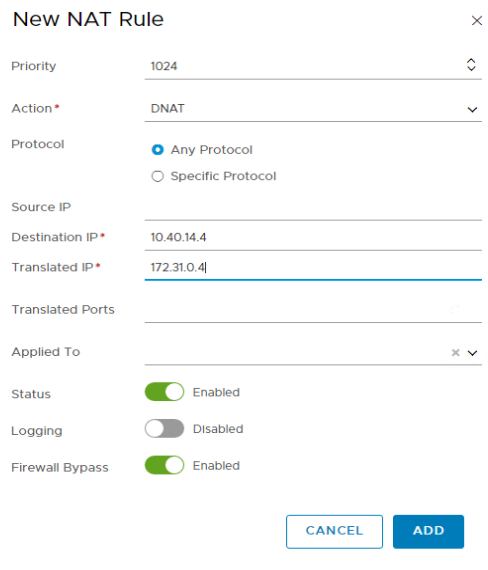 New NAT Rule
Priority 1024
Action* DNAT
Protocol Any Protocol
Specific Protocol
Source IP
Destination IP* 10.40.14.4
Translated IP* 172.31.0.4
Translated Ports
Applied To
Status Enabled
Logging Disabled
Firewall Bypass Enabled
CANCEL ADD